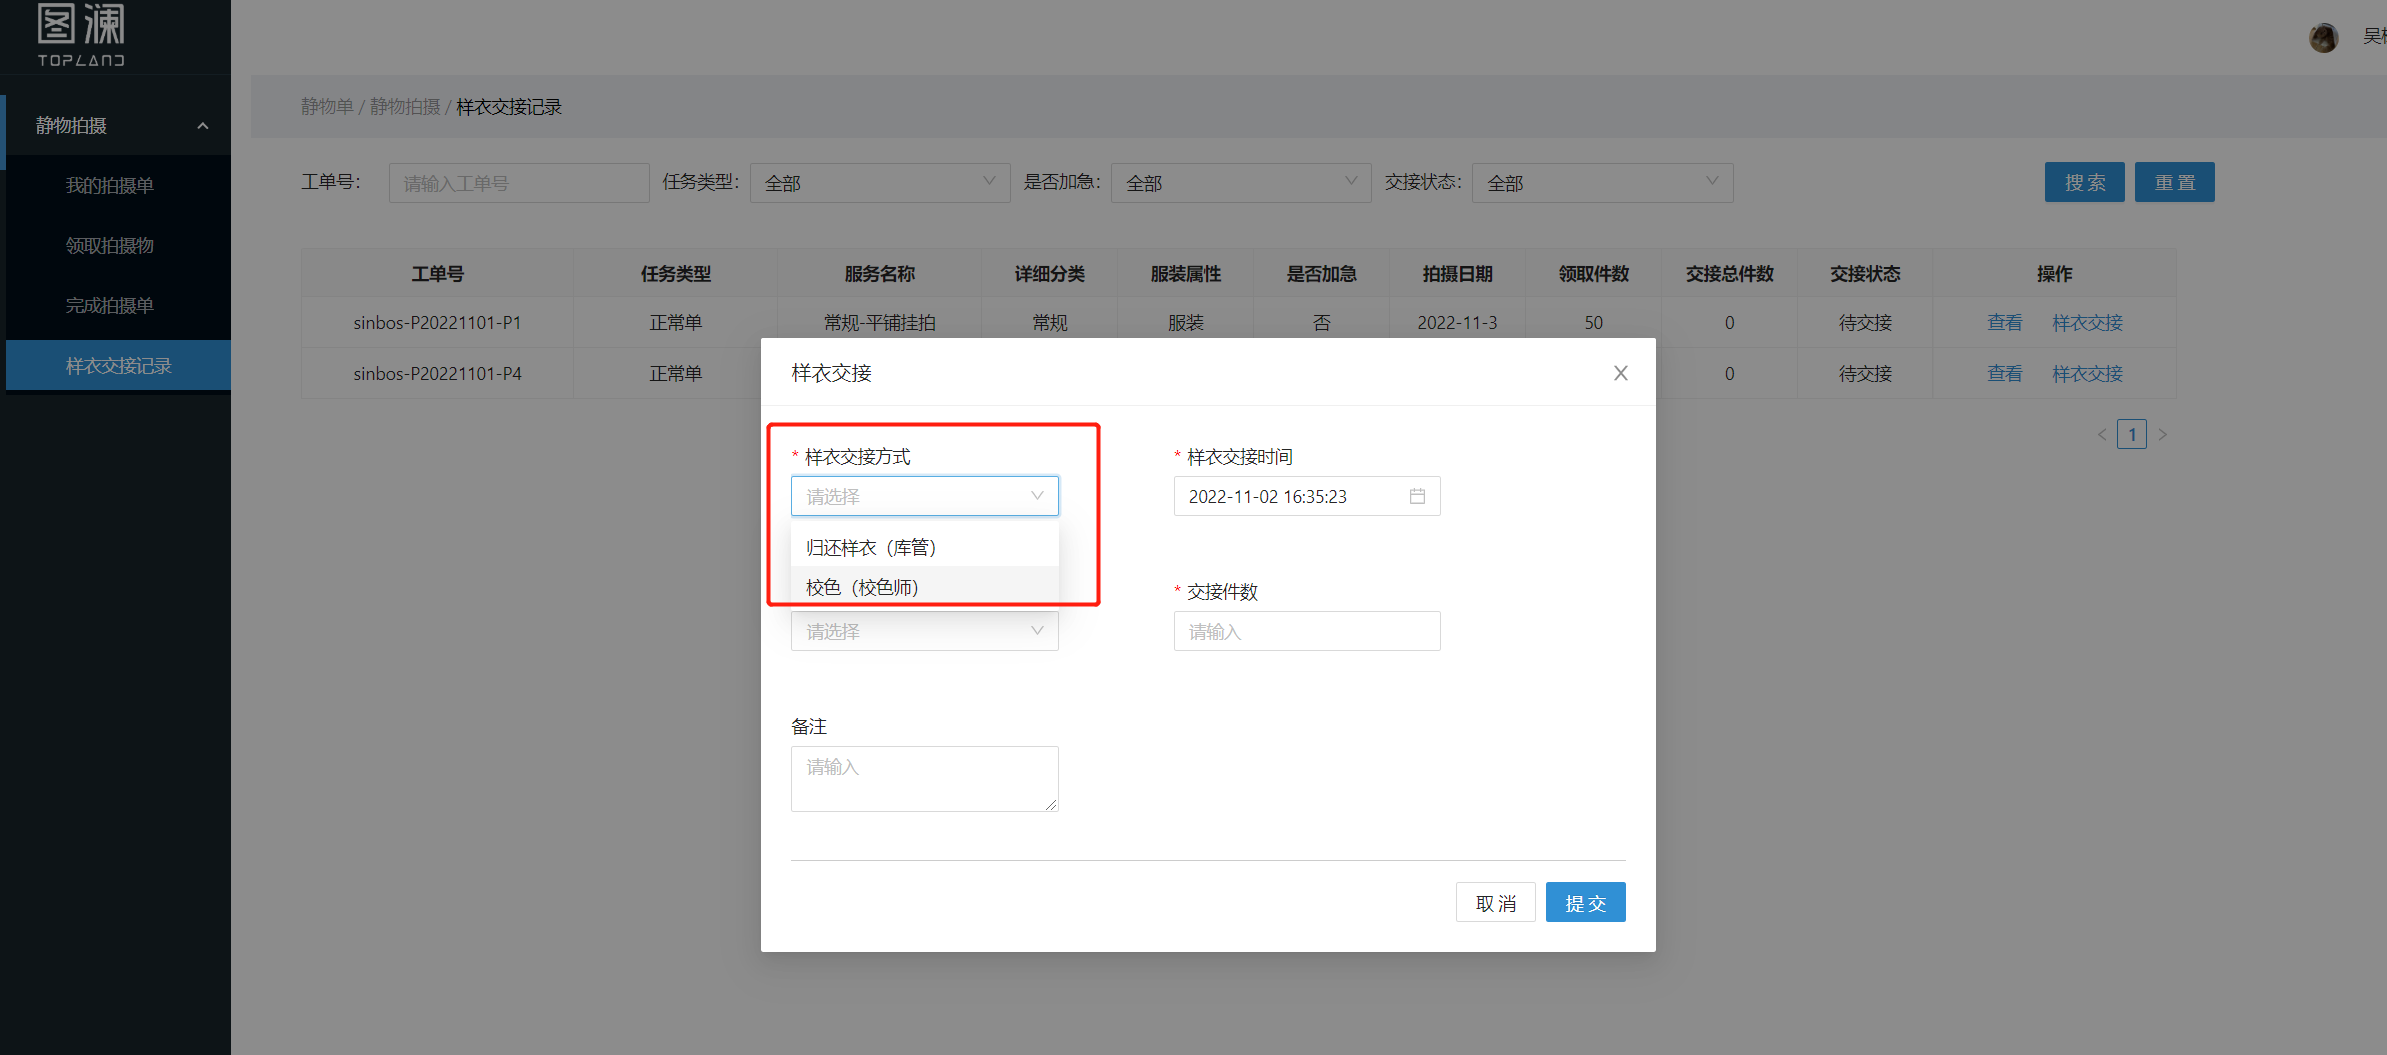 图澜
TOPLAND
吴
静物拍摄
我的拍摄单
领取拍摄物
完成拍摄单
样衣交接记录
静物单 / 静物拍摄 / 样衣交接记录
工单号： 请输入工单号 任务类型： 全部 是否加急： 全部 交接状态： 全部 搜索 重置
工单号 任务类型 服务名称 详细分类 服装属性 是否加急 拍摄日期 领取件数 交接总件数 交接状态 操作
sinbos-P20221101-P1 正常单 常规-平铺挂拍 常规 服装 否 2022-11-3 50 0 待交接 查看 样衣交接
sinbos-P20221101-P4 正常单 0 待交接 查看 样衣交接
1
样衣交接
* 样衣交接方式 * 样衣交接时间
请选择 2022-11-02 16:35:23
归还样衣（库管）
校色（校色师）
* 交接件数
请选择 请输入
备注
请输入
取消 提交